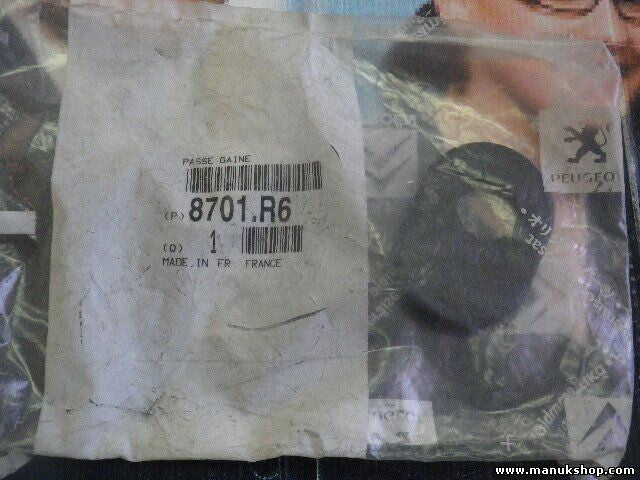 PASSE GAINE
(P) 8701.R6
(Q) 1
MADE IN FR FRANCE
PEUGEOT
www.manukshop.com